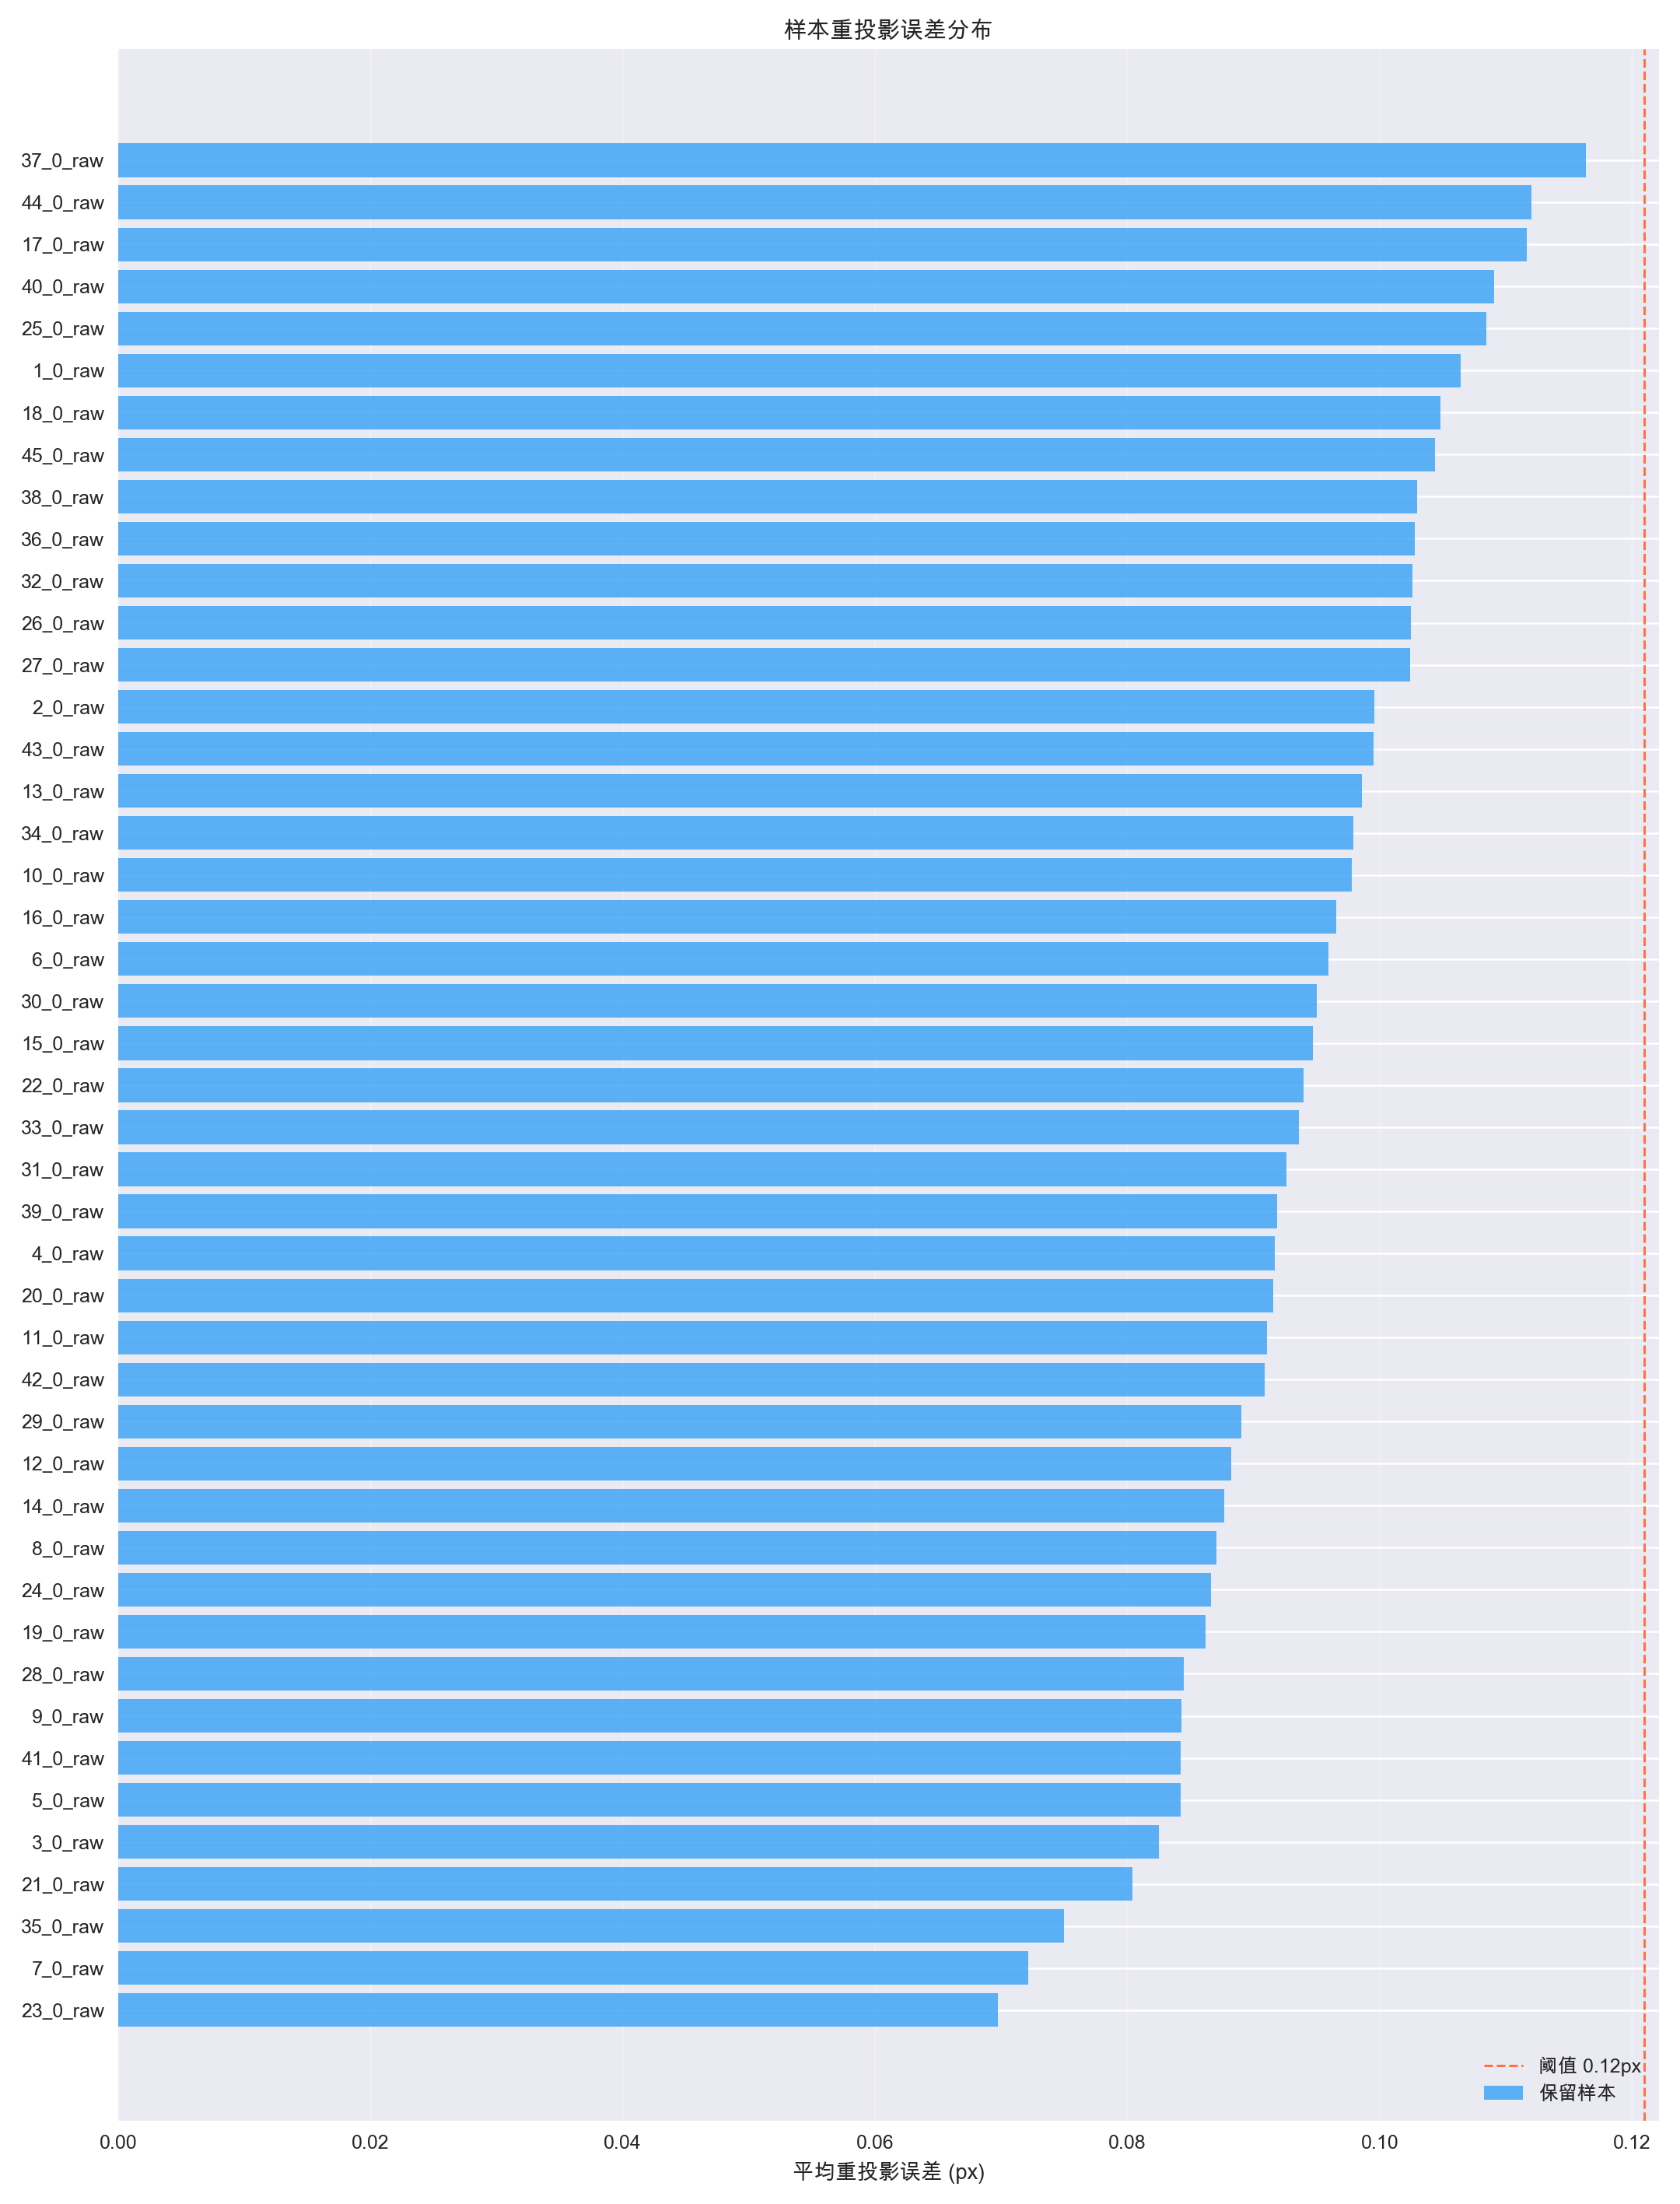 样本重投影误差分布
37_0_raw
44_0_raw
17_0_raw
40_0_raw
25_0_raw
1_0_raw
18_0_raw
45_0_raw
38_0_raw
36_0_raw
32_0_raw
26_0_raw
27_0_raw
2_0_raw
43_0_raw
13_0_raw
34_0_raw
10_0_raw
16_0_raw
6_0_raw
30_0_raw
15_0_raw
22_0_raw
33_0_raw
31_0_raw
39_0_raw
4_0_raw
20_0_raw
11_0_raw
42_0_raw
29_0_raw
12_0_raw
14_0_raw
8_0_raw
24_0_raw
19_0_raw
28_0_raw
9_0_raw
41_0_raw
5_0_raw
3_0_raw
21_0_raw
35_0_raw
7_0_raw
23_0_raw
阈值 0.12px
保留样本
0.00 0.02 0.04 0.06 0.08 0.10 0.12
平均重投影误差 (px)